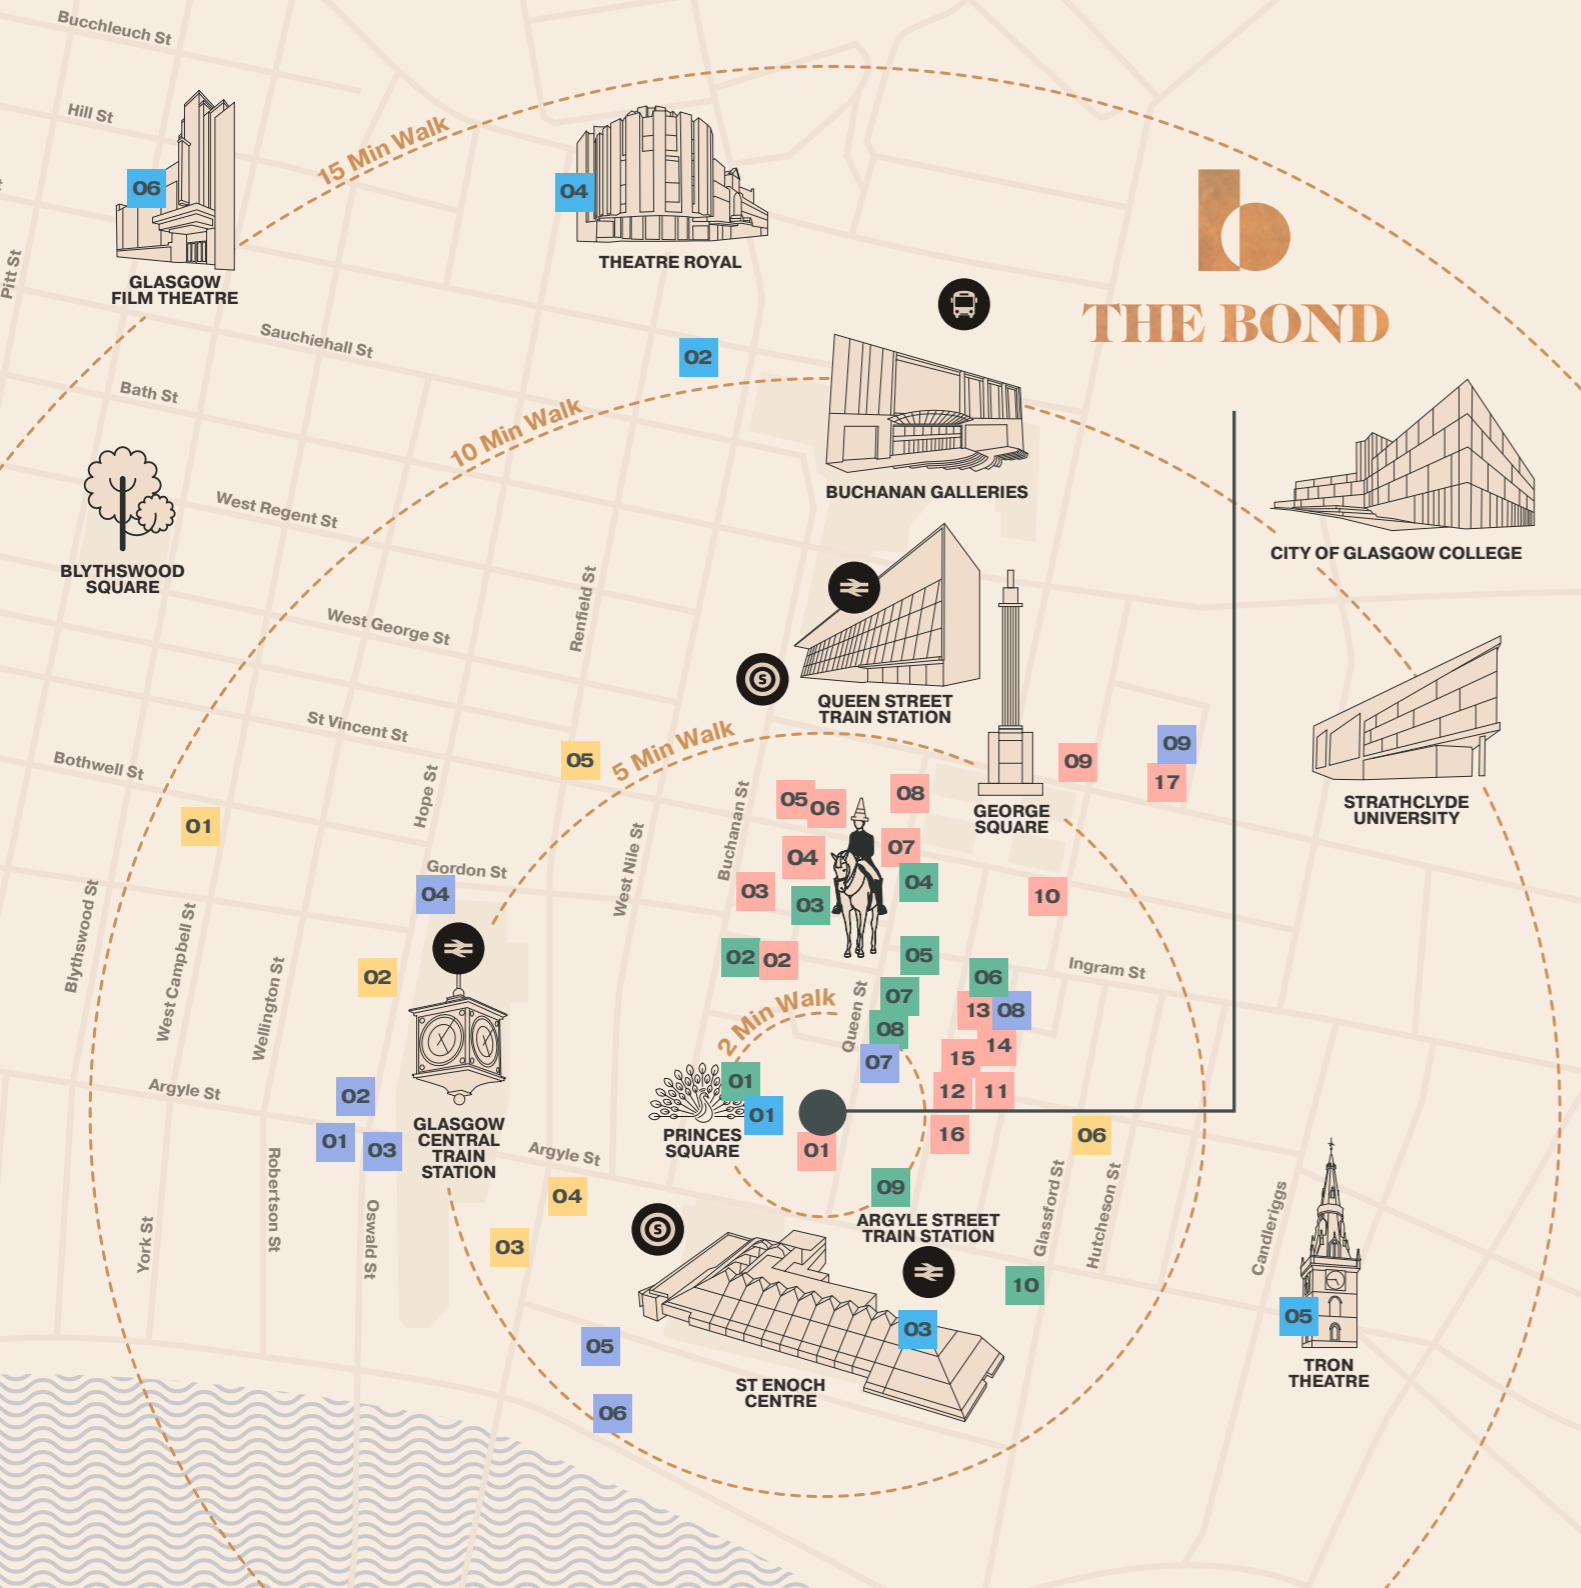 Bucchleuch St
Hill St
15 Min Walk
06
04
Pitt St
GLASGOW
FILM THEATRE
THEATRE ROYAL
THE BOND
Sauchiehall St
02
Bath St
10 Min Walk
BUCHANAN GALLERIES
West Regent St
CITY OF GLASGOW COLLEGE
BLYTHSWOOD
SQUARE
Renfield St
West George St
S
QUEEN STREET
TRAIN STATION
St Vincent St
5 Min Walk
05
Bothwell St
09
09
17
01
Hope St
Buchanan St
05
06
08
GEORGE
SQUARE
STRATHCLYDE
UNIVERSITY
Gordon St
West Nile St
04
07
04
03
03
04
10
Blythswood St
West Campbell St
Wellington St
02
02
02
05
06
Ingram St
07
13
08
2 Min Walk
Queen St
08
14
07
15
Argyle St
02
01
12
11
01
GLASGOW
CENTRAL
TRAIN
STATION
PRINCES
SQUARE
01
16
06
01
03
Argyle St
Robertson St
Oswald St
York St
04
09
ARGYLE STREET
TRAIN STATION
Glassford St
Hutcheson St
Candleriggs
S
03
10
05
03
05
TRON
THEATRE
ST ENOCH
CENTRE
06